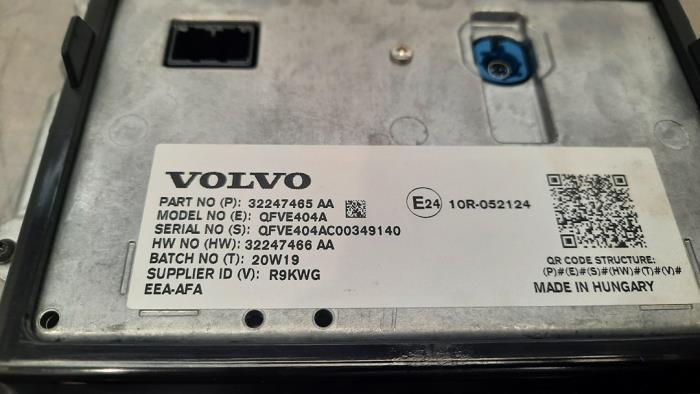 VOLVO
PART NO (P): 32247465 AA
MODEL NO (E): QFVE404A
SERIAL NO (S): QFVE404AC00349140
HW NO (HW): 32247466 AA
BATCH NO (T): 20W19
SUPPLIER ID (V): R9KWG
EEA-AFA
E24 10R-052124
QR CODE STRUCTURE:
(P)#(E)#(S)#(HW)#(T)#(V)#
MADE IN HUNGARY